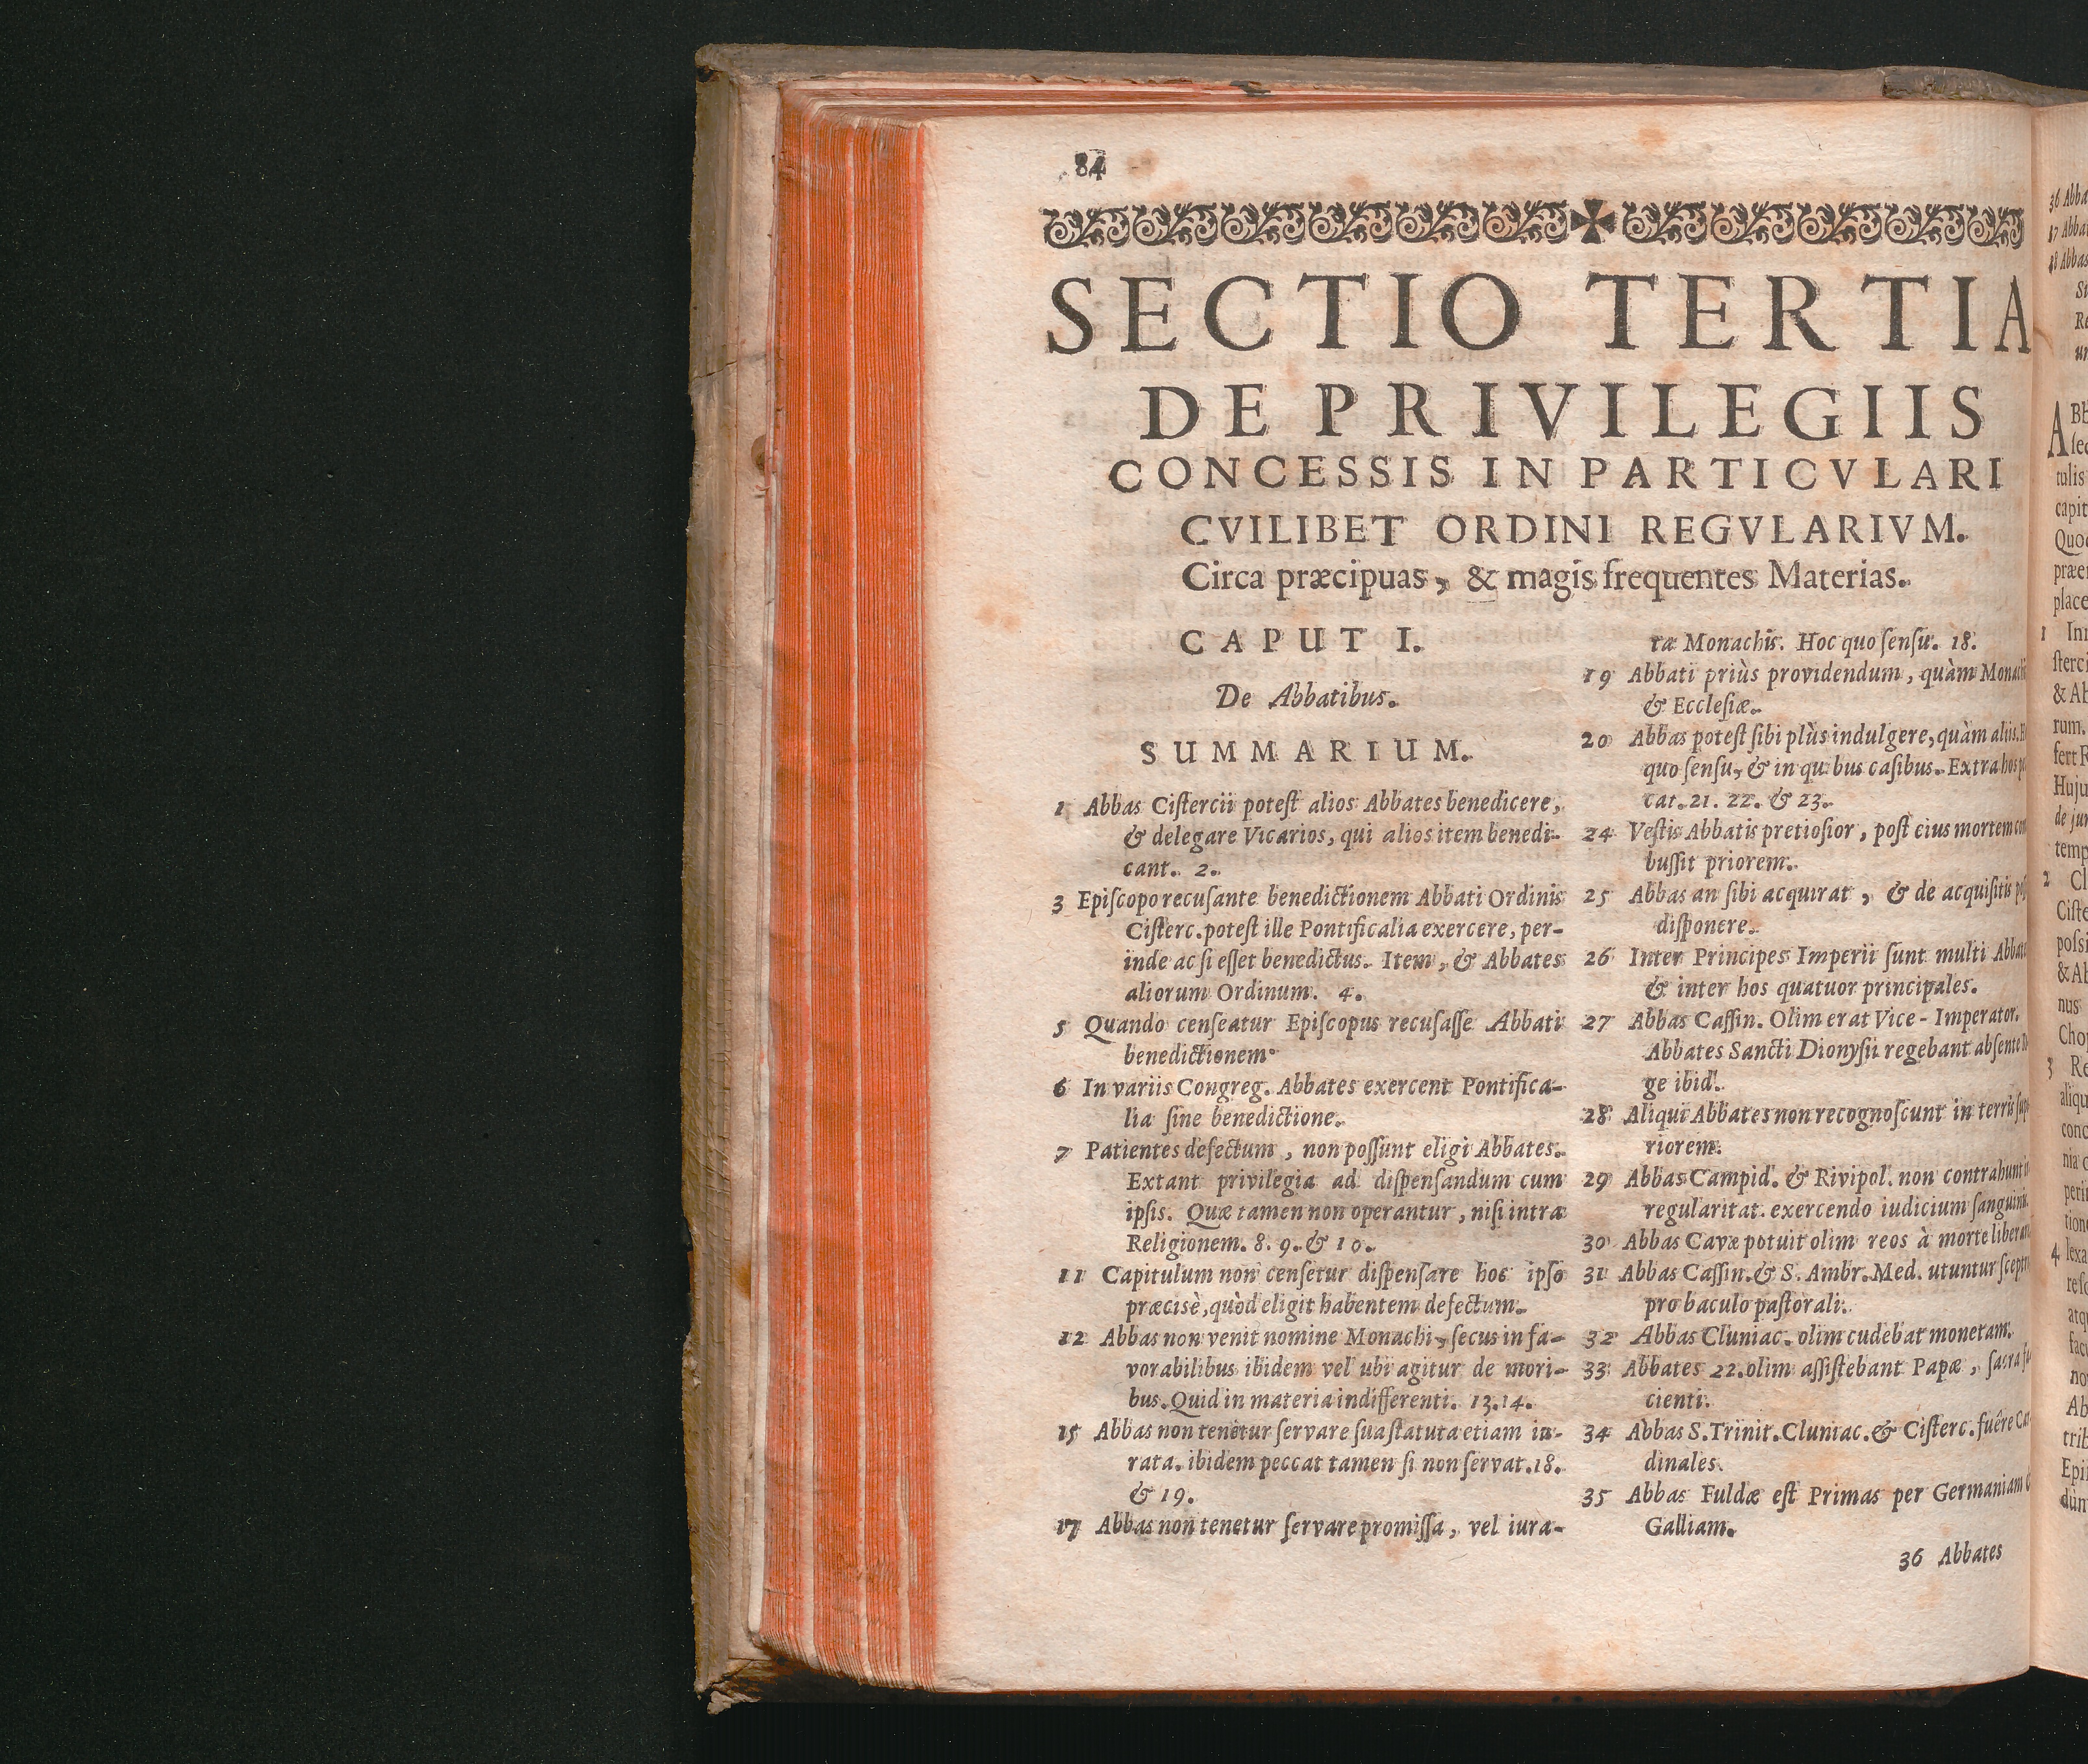 84
SECTIO TERTIA
DE PRIVILEGIIS
CONCESSIS IN PARTICVLARI
CVILIBET ORDINI REGVLARIVM.
Circa præcipuas, & magis frequentes Materias.
CAPUT I.
De Abbatibus.
SUMMARIUM.
1 Abbas Ciſtercii poteſt alios Abbates benedicere,
& delegare Vicarios, qui alios item benedi-
cant. 2.
3 Epiſcopo recuſante benedictionem Abbati Ordinis
Ciſterc. poteſt ille Pontificalia exercere, per-
inde ac ſi eſſet benedictus. Item, & Abbates
aliorum Ordinum. 4.
5 Quando cenſeatur Epiſcopus recuſaſſe Abbati
benedictionem.
6 In variis Congreg. Abbates exercent Pontifica-
lia ſine benedictione.
7 Patientes defectum, non poſſunt eligi Abbates.
Extant privilegia ad diſpenſandum cum
ipſis. Quæ tamen non operantur, niſi intra
Religionem. 8. 9. & 10.
11 Capitulum non cenſetur diſpenſare hoc ipſo
præcisè, quòd eligit habentem defectum.
12 Abbas non venit nomine Monachi, ſecus in fa-
vorabilibus ibidem vel ubi agitur de mori-
bus. Quid in materia indifferenti. 13. 14.
15 Abbas non tenetur ſervare ſua ſtatuta etiam iu-
rata. ibidem peccat tamen ſi non ſervat. 18.
& 19.
17 Abbas non tenetur ſervare promiſſa, vel iura-
ta Monachis. Hoc quo ſenſu. 18.
19 Abbati priùs providendum, quàm
& Eccleſiæ.
20 Abbas poteſt ſibi plùs indulgere, quàm aliis.
quo ſenſu, & in quibus caſibus. Extra hos
cat. 21. 22. & 23.
24 Veſtis Abbatis pretioſior, poſt eius mortem
buſſit priorem.
25 Abbas an ſibi acquirat, & de acquiſitis
diſponere.
26 Inter Principes Imperii ſunt multi
& inter hos quatuor principales.
27 Abbas Caſſin. Olim erat Vice-Imperator.
Abbates Sancti Dionyſii regebant abſente
ge ibid.
28 Aliqui Abbates non recognoſcunt in terris
riorem.
29 Abbas Campid. & Rivipol. non contrahunt
regularitat. exercendo iudicium
30 Abbas Cavæ potuit olim reos à morte
31 Abbas Caſſin. & S. Ambr. Med. utuntur
pro baculo paſtorali.
32 Abbas Cluniac. olim cudebat monetam.
33 Abbates 22. olim aſſiſtebant Papæ, ſacra
cienti.
34 Abbas S. Trinit. Cluniac. & Ciſterc. fuêre Car-
dinales.
35 Abbas Fuldæ eſt Primas per Germaniam &
Galliam.
36 Abbates